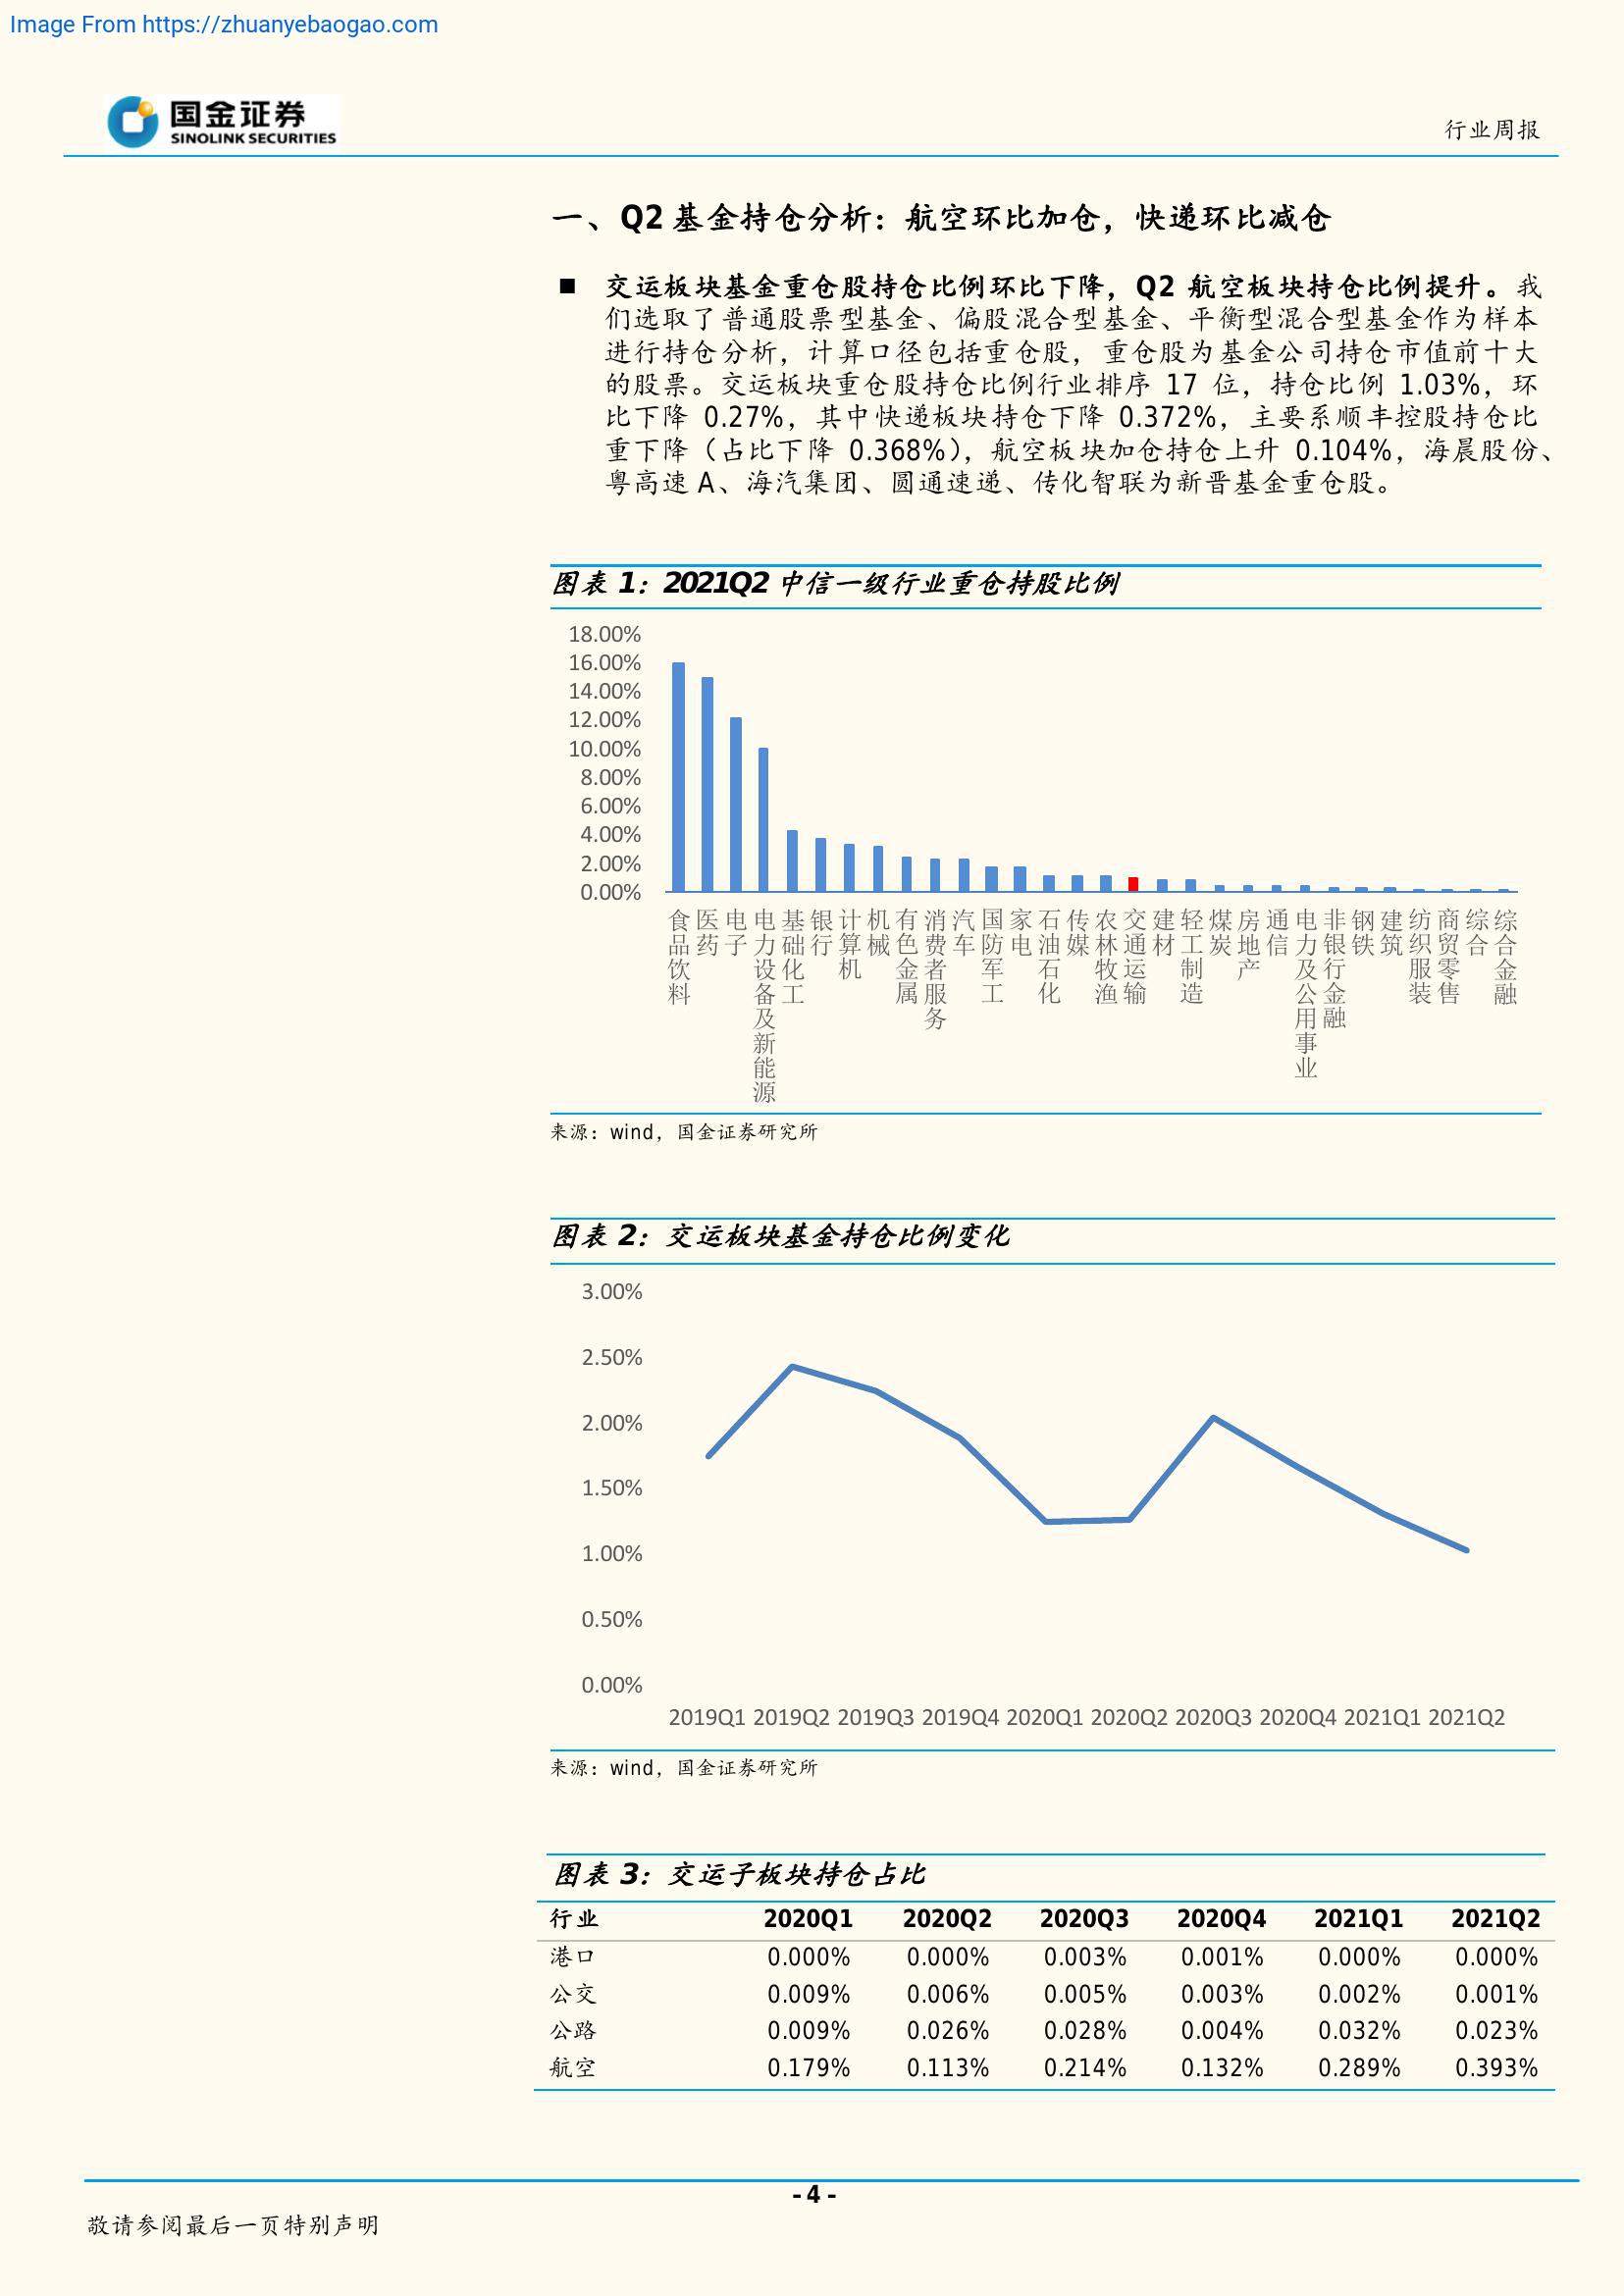 Image From https://zhuanyebaogao.com
国金证券
SINOLINK SECURITIES
行业周报
一、Q2 基金持仓分析：航空环比加仓，快递环比减仓
■ 交运板块基金重仓股持仓比例环比下降，Q2 航空板块持仓比例提升。我
们选取了普通股票型基金、偏股混合型基金、平衡型混合型基金作为样本
进行持仓分析，计算口径包括重仓股，重仓股为基金公司持仓市值前十大
的股票。交运板块重仓股持仓比例行业排序 17 位，持仓比例 1.03%，环
比下降 0.27%，其中快递板块持仓下降 0.372%，主要系顺丰控股持仓比
重下降（占比下降 0.368%），航空板块加仓持仓上升 0.104%，海晨股份、
粤高速 A、海汽集团、圆通速递、传化智联为新晋基金重仓股。
图表 1：2021Q2 中信一级行业重仓持股比例
18.00%
16.00%
14.00%
12.00%
10.00%
8.00%
6.00%
4.00%
2.00%
0.00%
食品饮料
医药
电子
电力设备及新能源
基础化工
银行
计算机
机械
有色金属
消费者服务
汽车
国防军工
家电
石油石化
传媒
农林牧渔
交通运输
建材
轻工制造
煤炭
房地产
通信
电力及公用事业
非银行金融
钢铁
建筑
纺织服装
商贸零售
综合
综合金融
来源：wind，国金证券研究所
图表 2：交运板块基金持仓比例变化
3.00%
2.50%
2.00%
1.50%
1.00%
0.50%
0.00%
2019Q1 2019Q2 2019Q3 2019Q4 2020Q1 2020Q2 2020Q3 2020Q4 2021Q1 2021Q2
来源：wind，国金证券研究所
图表 3：交运子板块持仓占比
行业 2020Q1 2020Q2 2020Q3 2020Q4 2021Q1 2021Q2
港口 0.000% 0.000% 0.003% 0.001% 0.000% 0.000%
公交 0.009% 0.006% 0.005% 0.003% 0.002% 0.001%
公路 0.009% 0.026% 0.028% 0.004% 0.032% 0.023%
航空 0.179% 0.113% 0.214% 0.132% 0.289% 0.393%
- 4 -
敬请参阅最后一页特别声明